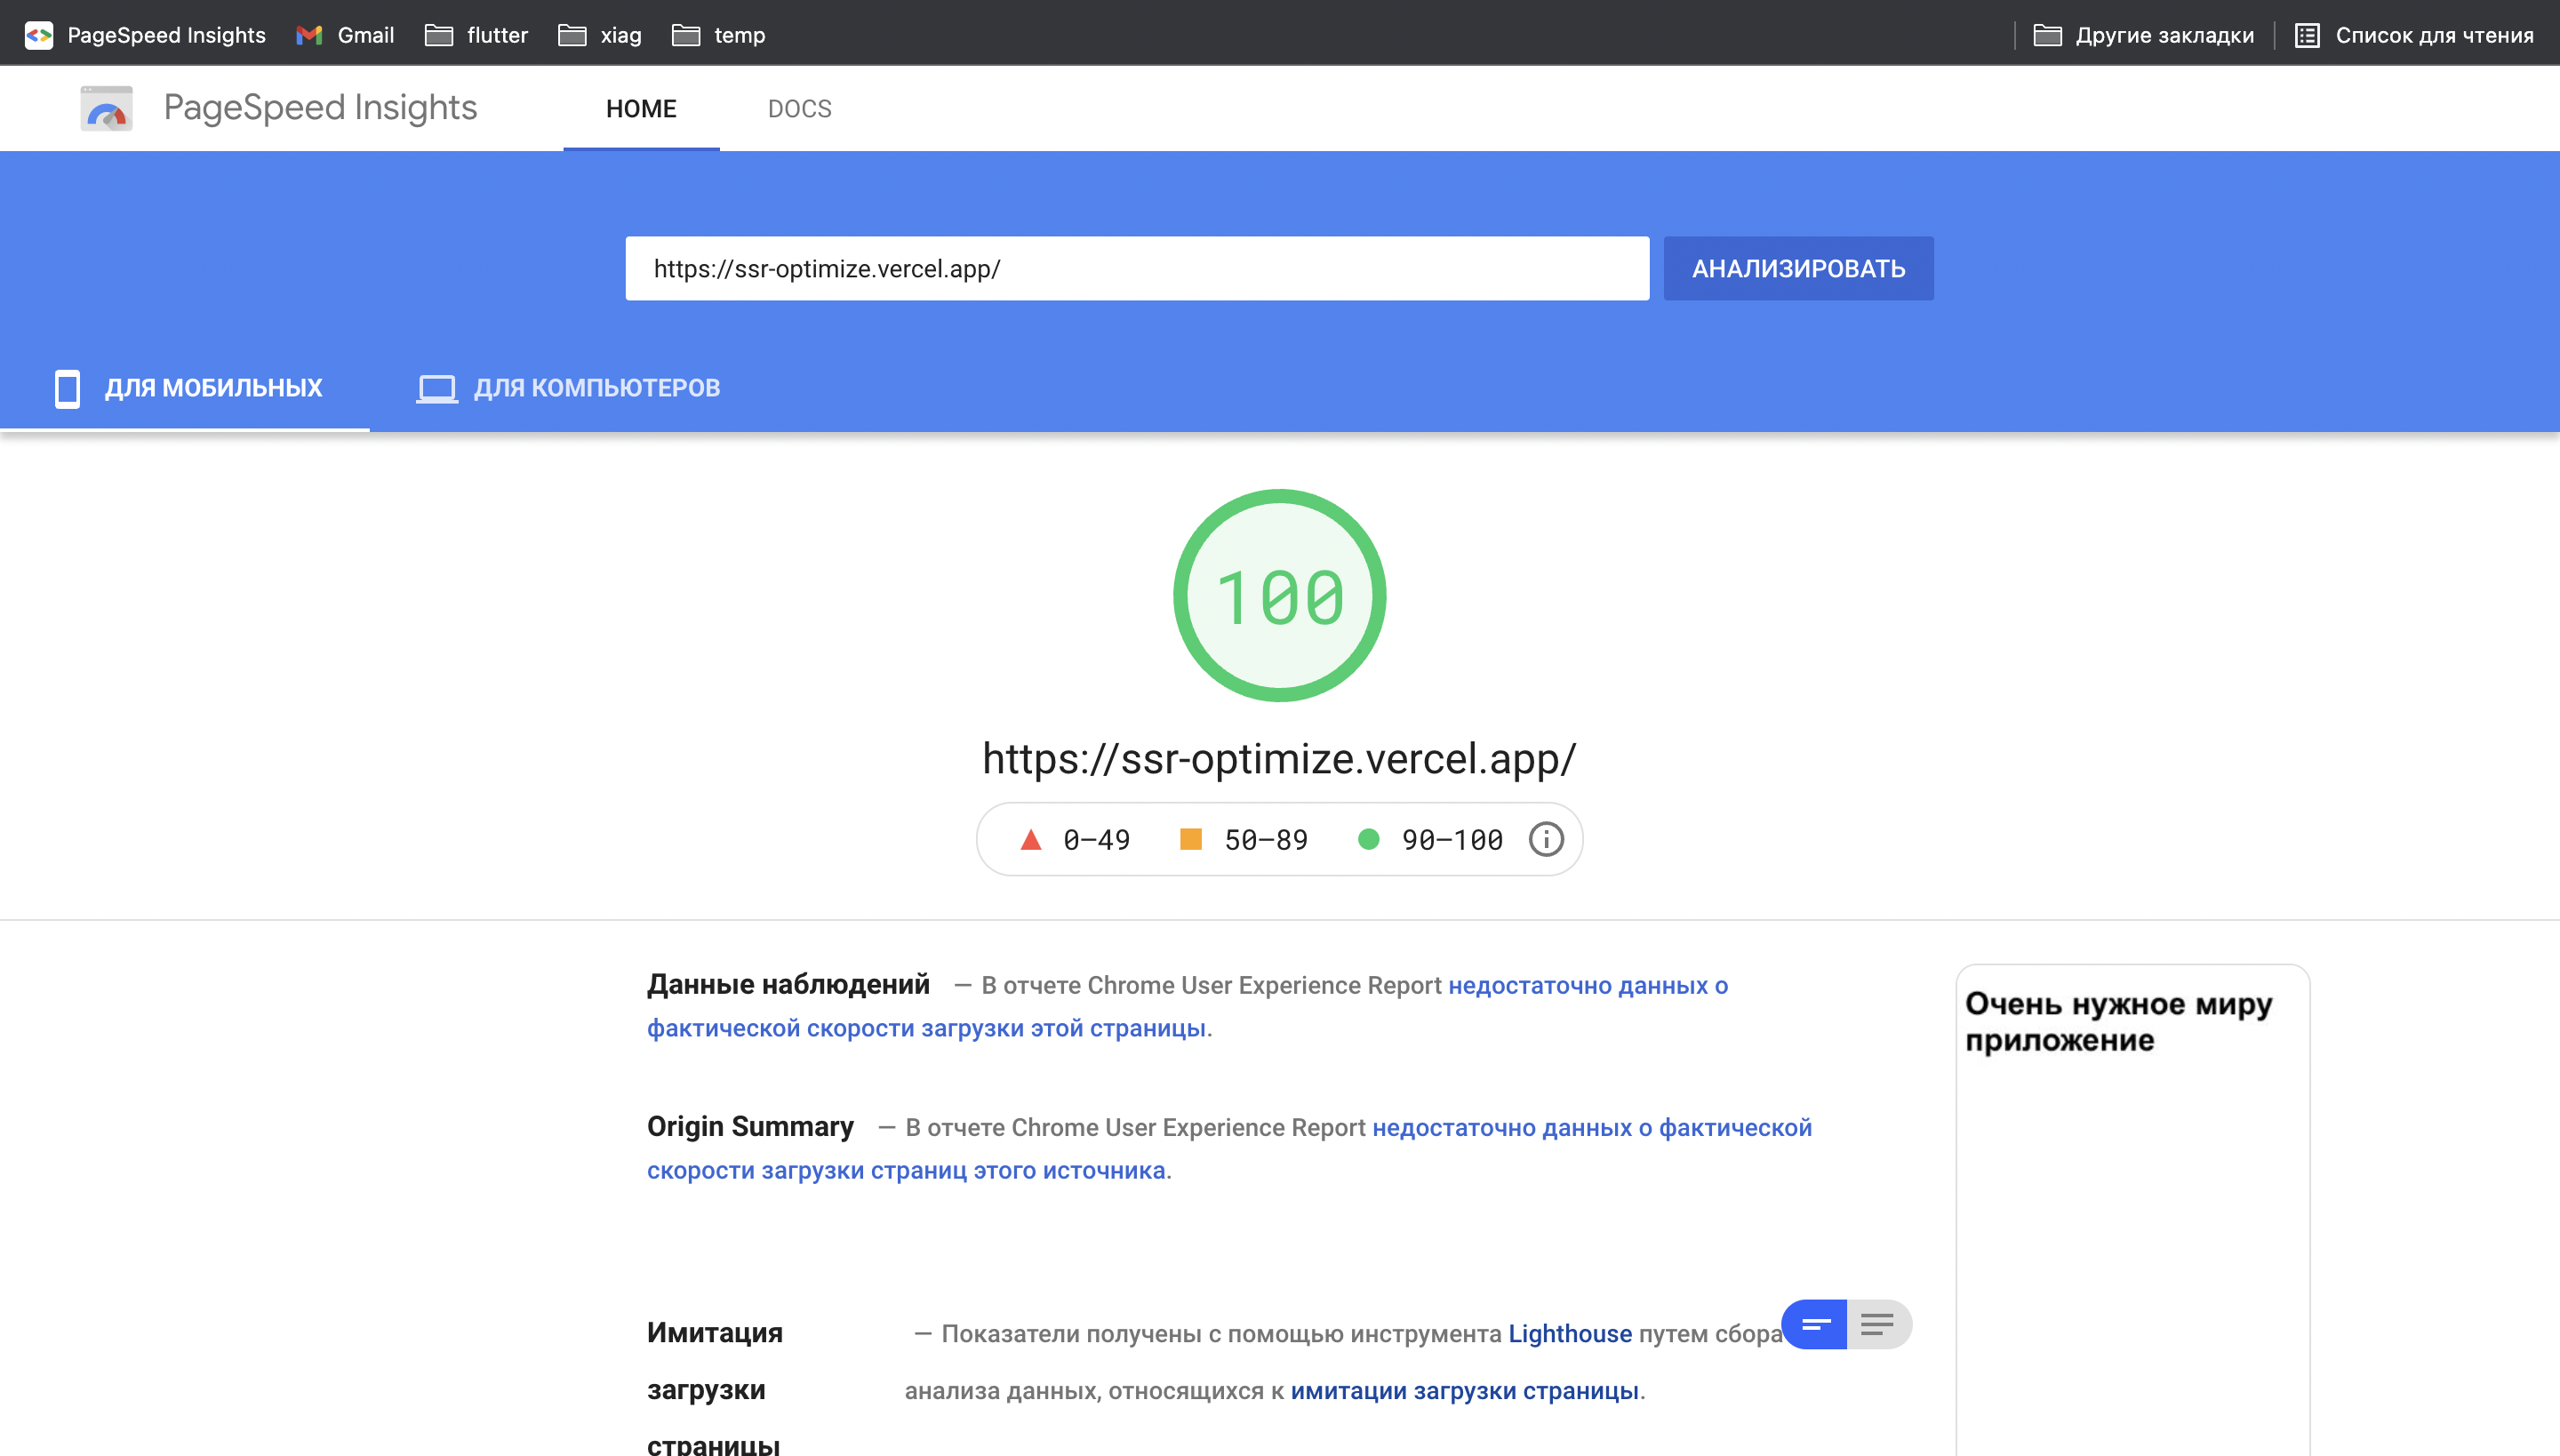 PageSpeed Insights Gmail flutter xiag temp Другие закладки Список для чтения
PageSpeed Insights HOME DOCS
https://ssr-optimize.vercel.app/ АНАЛИЗИРОВАТЬ
ДЛЯ МОБИЛЬНЫХ ДЛЯ КОМПЬЮТЕРОВ
100
https://ssr-optimize.vercel.app/
0–49 50–89 90–100
Данные наблюдений — В отчете Chrome User Experience Report недостаточно данных о
фактической скорости загрузки этой страницы.
Origin Summary — В отчете Chrome User Experience Report недостаточно данных о фактической
скорости загрузки страниц этого источника.
Имитация — Показатели получены с помощью инструмента Lighthouse путем сбора
загрузки анализа данных, относящихся к имитации загрузки страницы.
страницы
Очень нужное миру
приложение